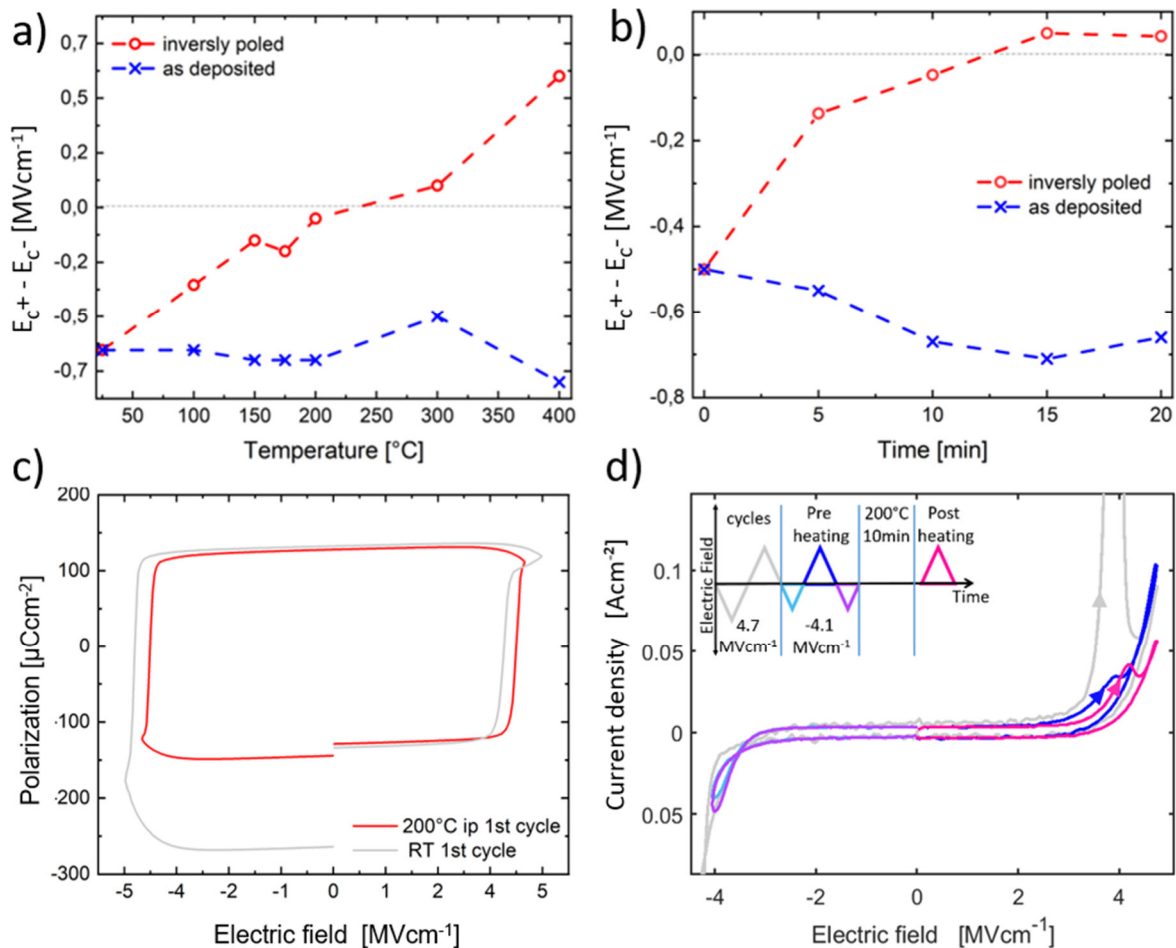 a)
E_c+ - E_c- [MVcm⁻¹]
0,7
0,5
0,2
0,0
-0,2
-0,5
-0,7
inversly poled
as deposited
50 100 150 200 250 300 350 400
Temperature [°C]
b)
E_c+ - E_c- [MVcm⁻¹]
0,0
-0,2
-0,4
-0,6
-0,8
inversly poled
as deposited
0 5 10 15 20
Time [min]
c)
Polarization [µCcm⁻²]
200
100
0
-100
-200
-300
200°C ip 1st cycle
RT 1st cycle
-5 -4 -3 -2 -1 0 1 2 3 4 5
Electric field [MVcm⁻¹]
d)
Current density [Acm⁻²]
0.1
0.05
0
0.05
Electric Field
cycles
Pre
heating
200°C
10min
Post
heating
Time
4.7
MVcm⁻¹
-4.1
MVcm⁻¹
-4 -2 0 2 4
Electric field [MVcm⁻¹]